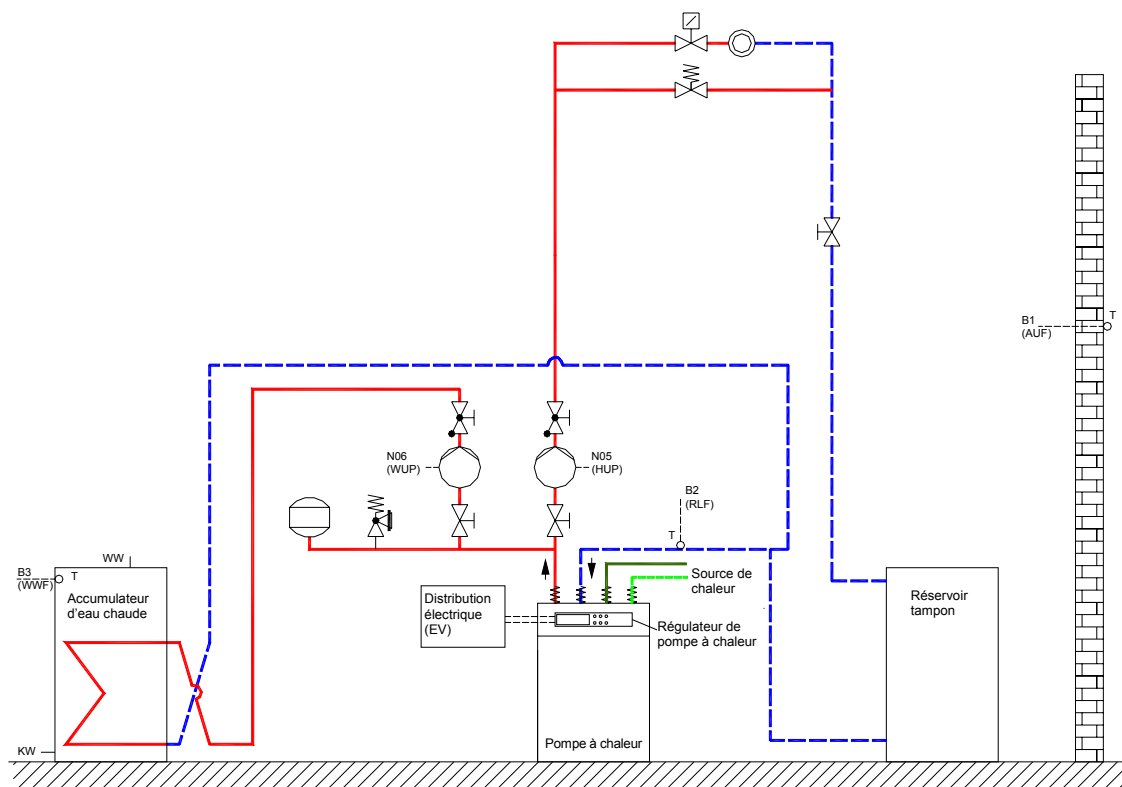 B1
(AUF)
T
N06
(WUP)
N05
(HUP)
B2
(RLF)
T
WW
B3
(WWF)
T
Accumulateur
d'eau chaude
KW
Distribution
électrique
(EV)
Source de
chaleur
Régulateur de
pompe à chaleur
Pompe à chaleur
Réservoir
tampon